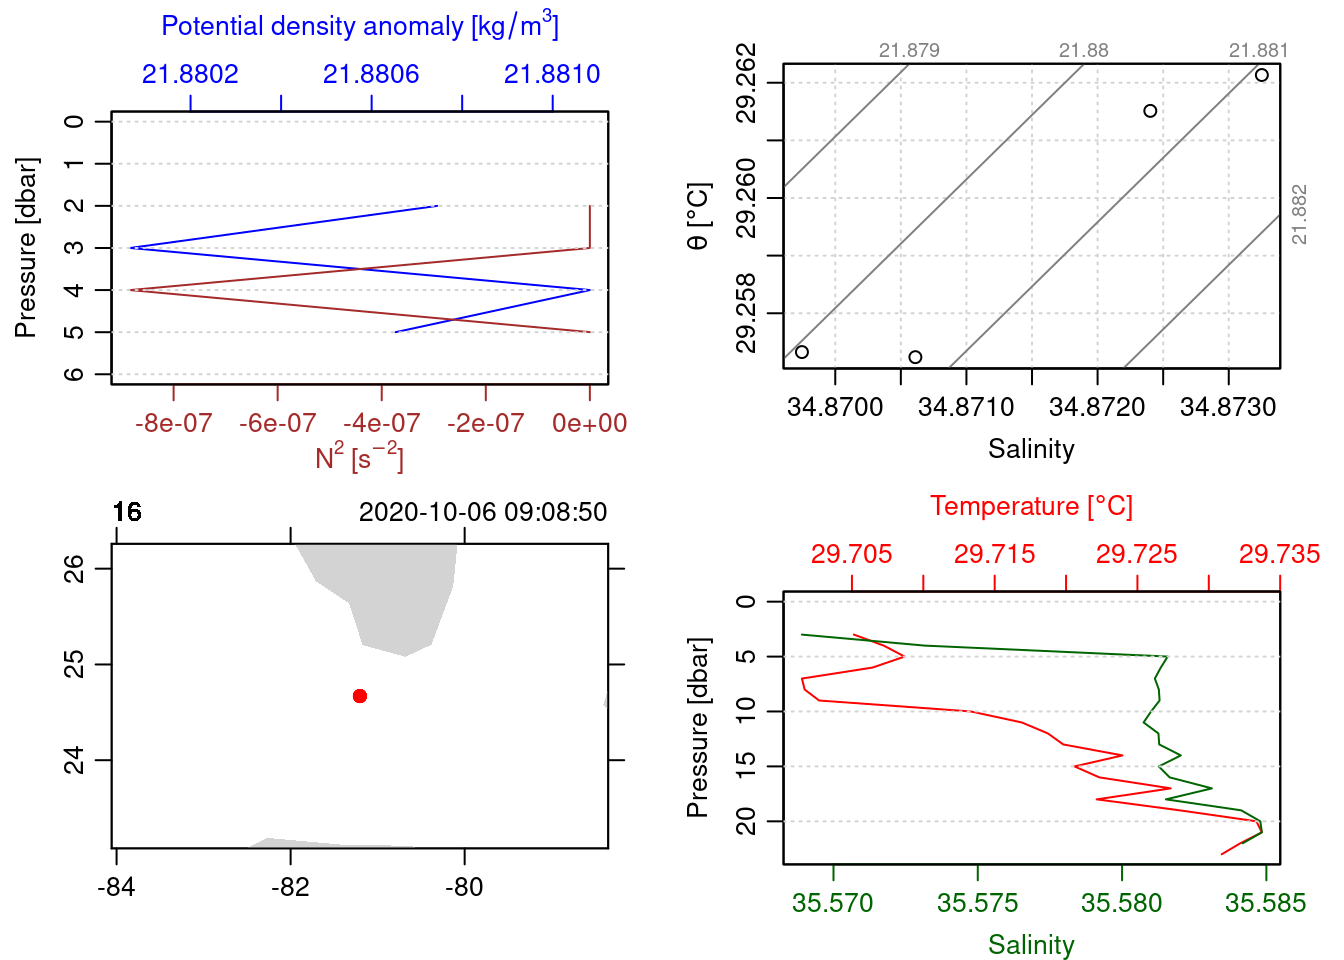 Potential density anomaly [kg/m³]
21.8802 21.8806 21.8810
Pressure [dbar]
0
1
2
3
4
5
6
-8e-07 -6e-07 -4e-07 -2e-07 0e+00
N² [s⁻²]
21.879 21.88 21.881
21.882
θ [°C]
29.262
29.260
29.258
34.8700 34.8710 34.8720 34.8730
Salinity
16 2020-10-06 09:08:50
26
25
24
-84 -82 -80
Temperature [°C]
29.705 29.715 29.725 29.735
Pressure [dbar]
0
5
10
15
20
35.570 35.575 35.580 35.585
Salinity